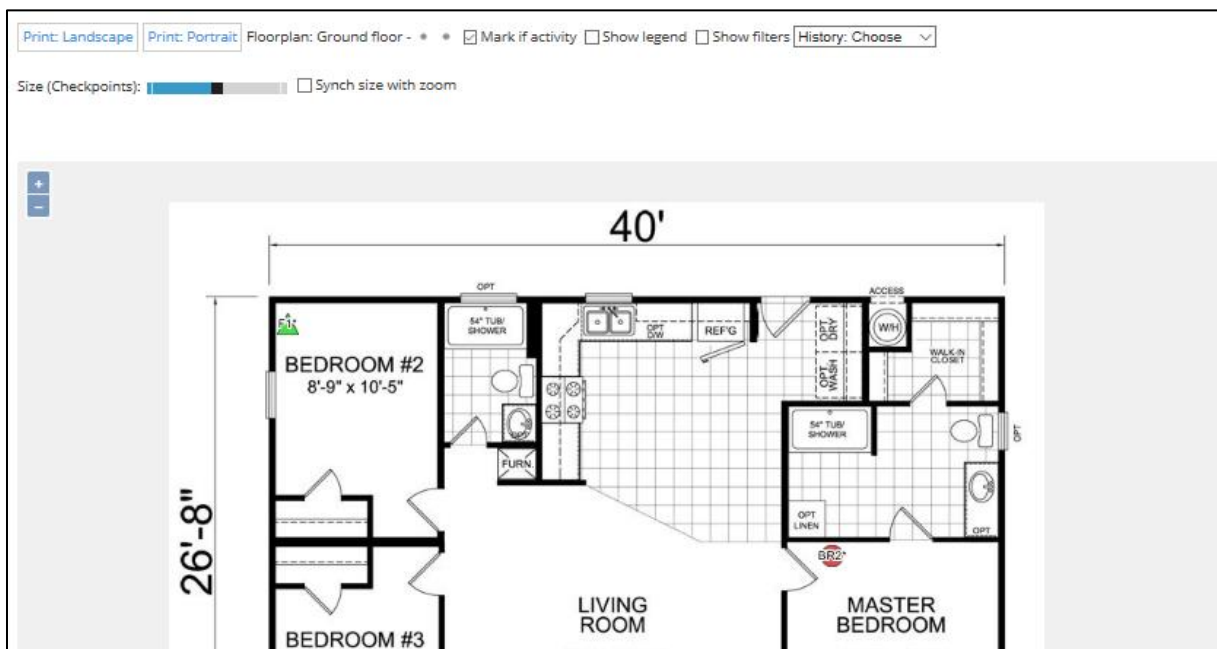 Print: Landscape Print: Portrait Floorplan: Ground floor - Mark if activity Show legend Show filters History: Choose
Size (Checkpoints): Synch size with zoom
+
−
40'
OPT
ACCESS
54" TUB/
SHOWER
OPT
D/W
REF'G
OPT
DRY
W/H
BEDROOM #2
8'-9" x 10'-5"
WALK-IN
CLOSET
OPT
WASH
54" TUB/
SHOWER
OPT
FURN.
OPT
LINEN
OPT
26'-8"
BR2*
LIVING
ROOM
MASTER
BEDROOM
BEDROOM #3